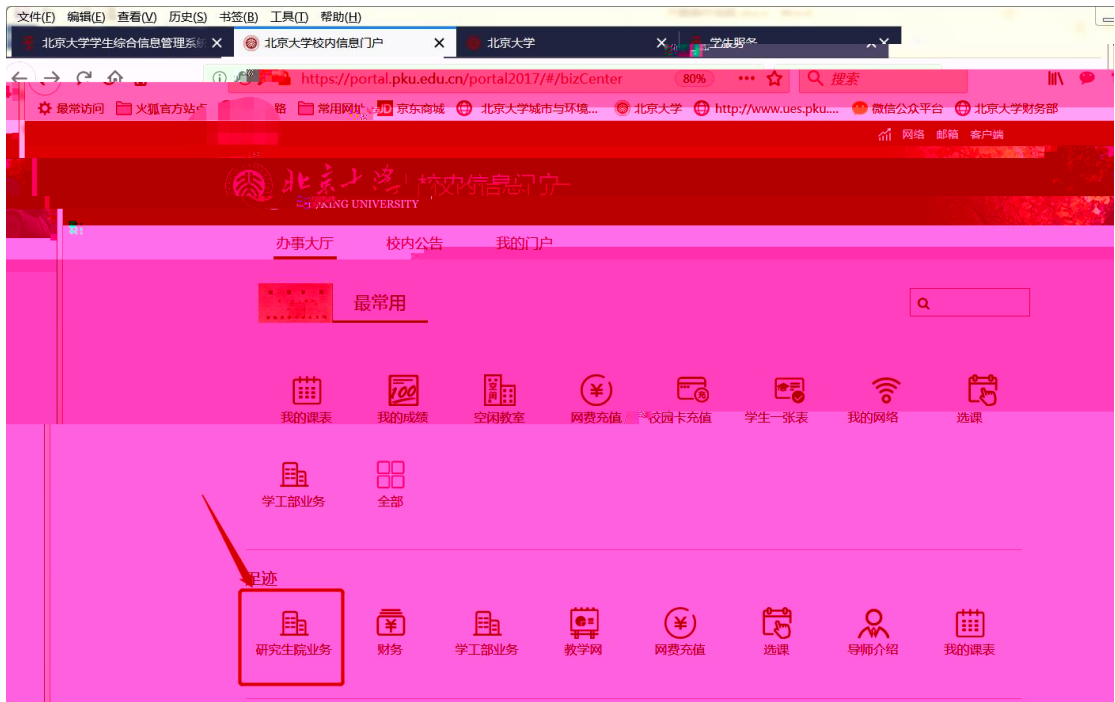 文件(F) 编辑(E) 查看(V) 历史(S) 书签(B) 工具(T) 帮助(H)
北京大学学生综合信息管理系统 北京大学校内信息门户 北京大学
https://portal.pku.edu.cn/portal2017/#/bizCenter 80% 搜索
最常访问 火狐官方站点 常用网址 JD 京东商城 北京大学城市与环境... 北京大学 http://www.ues.pku.... 微信公众平台 北京大学财务部
网络 邮箱 客户端
北京大学 校内信息门户
UNIVERSITY
办事大厅 校内公告 我的门户
最常用
我的课表 我的成绩 空闲教室 网费充值 校园卡充值 学生一张表 我的网络 选课
学工部业务 全部
足迹
研究生院业务 财务 学工部业务 教学网 网费充值 选课 导师介绍 我的课表